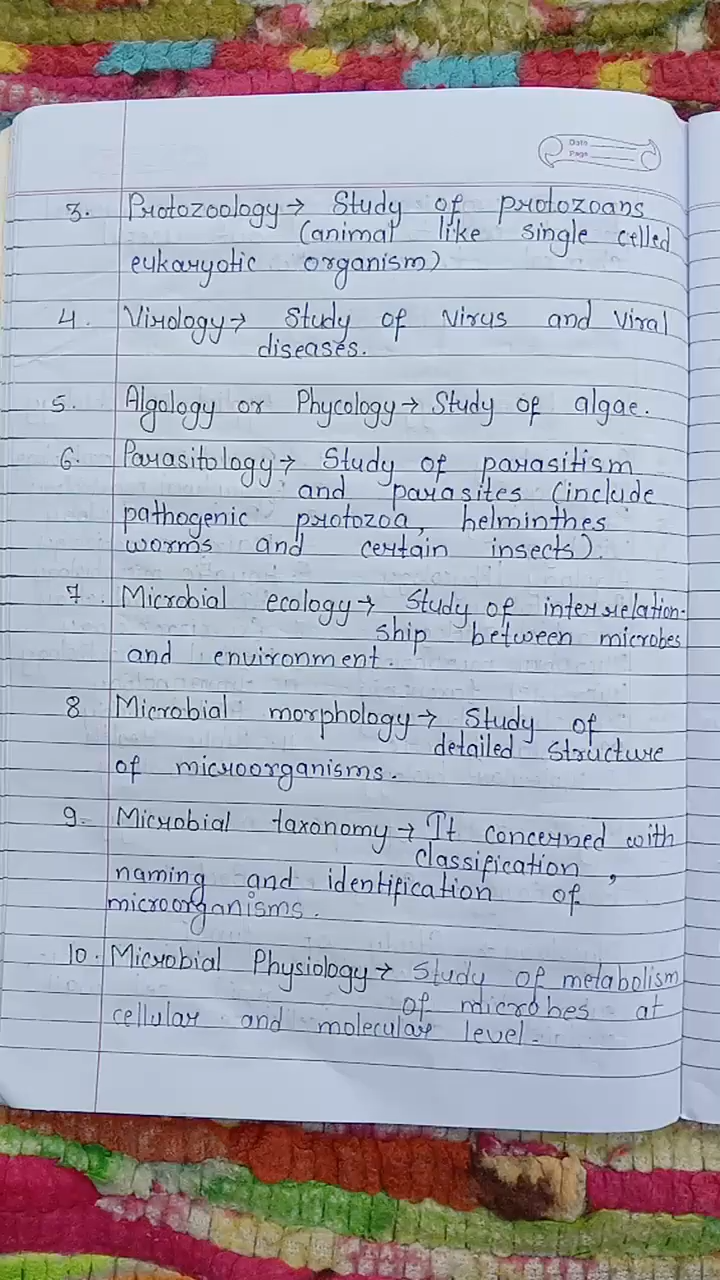 Date
Page
3. Protozoology → Study of protozoans
(animal like single celled
eukaryotic organism)
4. Virology → Study of Virus and Viral
diseases.
5. Algology or Phycology → Study of algae.
6. Parasitology → Study of parasitism
and parasites (include
pathogenic protozoa, helminthes
worms and certain insects).
7. Microbial ecology → Study of interrelation-
ship between microbes
and environment.
8 Microbial morphology → Study of
detailed structure
of microorganisms.
9. Microbial taxonomy → It concerned with
classification,
naming and identification of
microorganisms.
10. Microbial Physiology → Study of metabolism
of microbes at
cellular and molecular level.